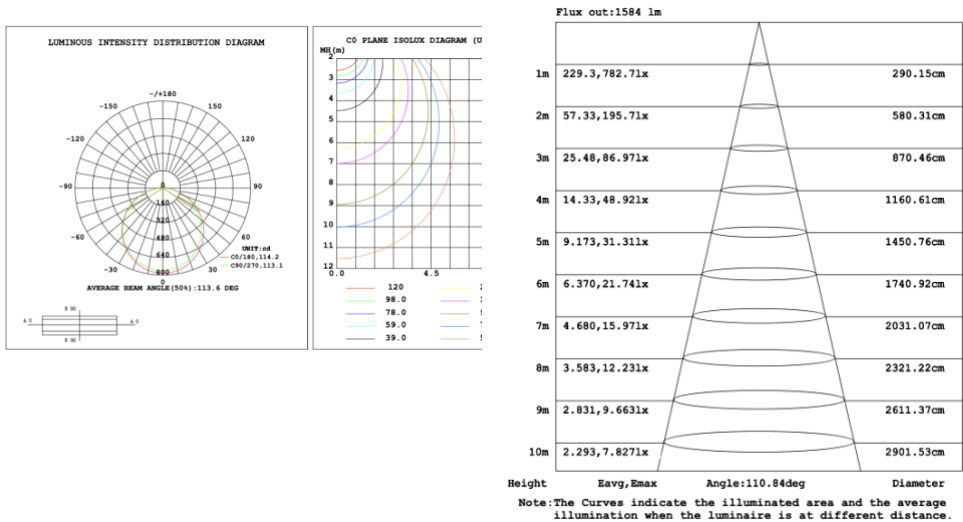 LUMINOUS INTENSITY DISTRIBUTION DIAGRAM
-/+180
-150
150
-120
120
-90
90
-60
60
-30
30
0
0
160
320
480
640
800
UNIT:cd
C0/180,114.2
C90/270,113.1
AVERAGE BEAM ANGLE(50%):113.6 DEG
C0 PLANE ISOLUX DIAGRAM (U
MH(m)
2
3
4
5
6
7
8
9
10
11
12
0.0
4.5
120
98.0
78.0
59.0
39.0
Flux out:1584 lm
1m 229.3,782.7lx 290.15cm
2m 57.33,195.7lx 580.31cm
3m 25.48,86.97lx 870.46cm
4m 14.33,48.92lx 1160.61cm
5m 9.173,31.31lx 1450.76cm
6m 6.370,21.74lx 1740.92cm
7m 4.680,15.97lx 2031.07cm
8m 3.583,12.23lx 2321.22cm
9m 2.831,9.663lx 2611.37cm
10m 2.293,7.827lx 2901.53cm
Height Eavg,Emax Angle:110.84deg Diameter
Note:The Curves indicate the illuminated area and the average
illumination when the luminaire is at different distance.